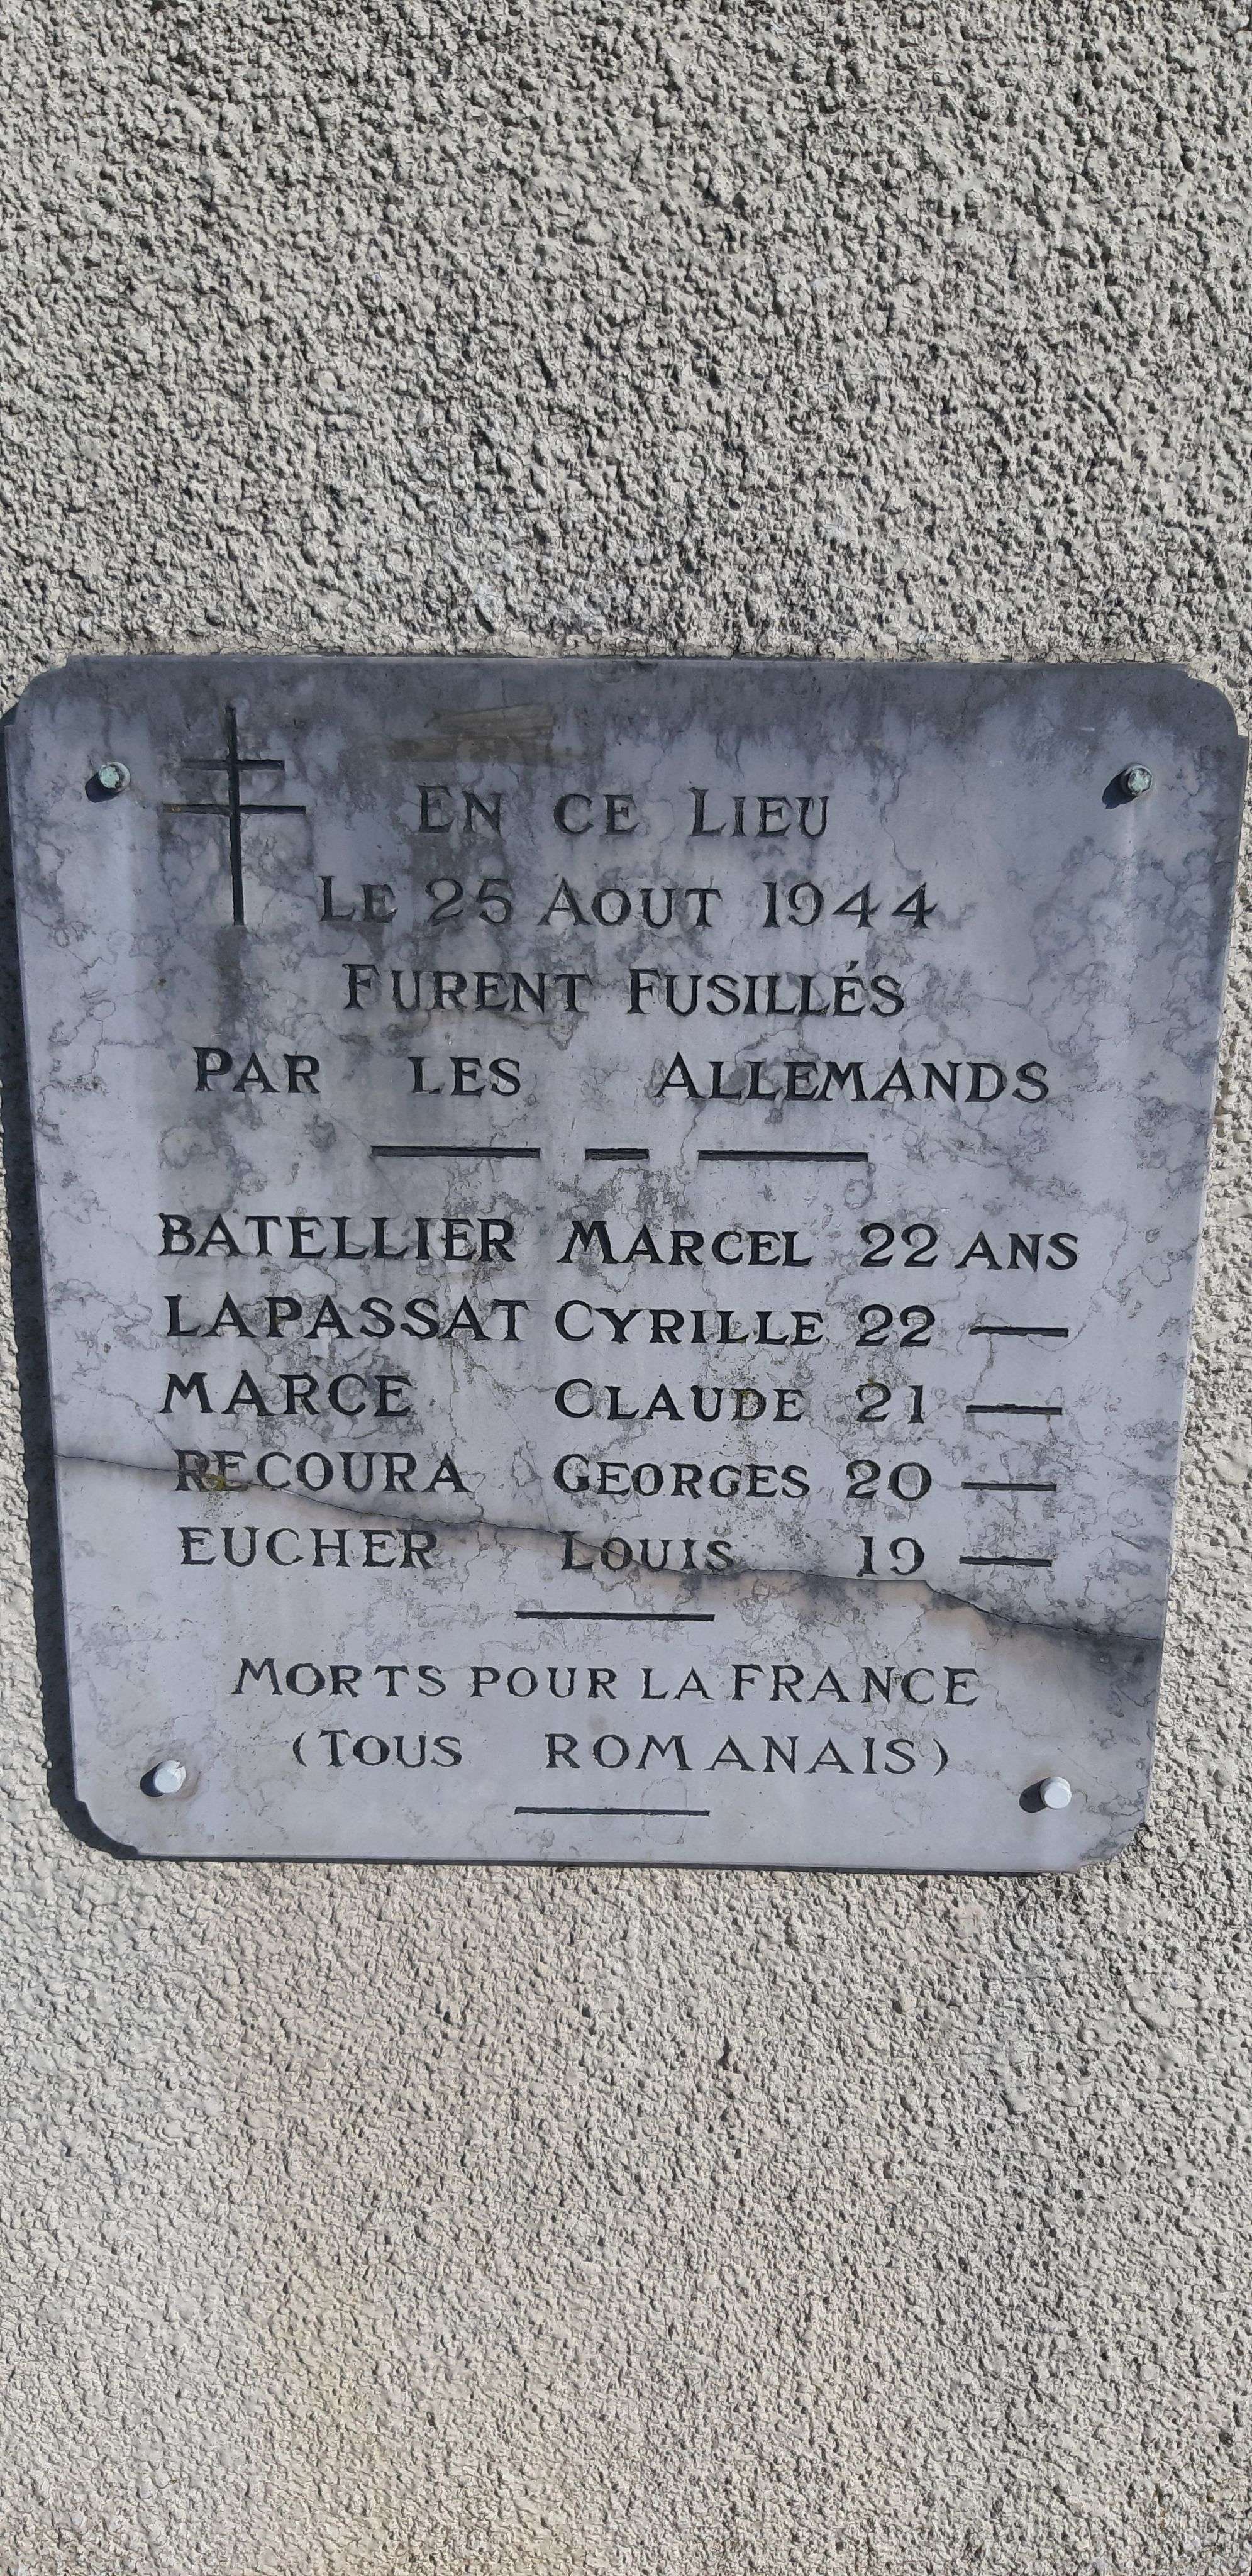 EN CE LIEU
LE 25 AOUT 1944
FURENT FUSILLÉS
PAR LES ALLEMANDS
BATELLIER MARCEL 22 ANS
LAPASSAT CYRILLE 22 —
MARCE CLAUDE 21 —
RECOURA GEORGES 20 —
EUCHER LOUIS 19 —
MORTS POUR LA FRANCE
(TOUS ROMANAIS)